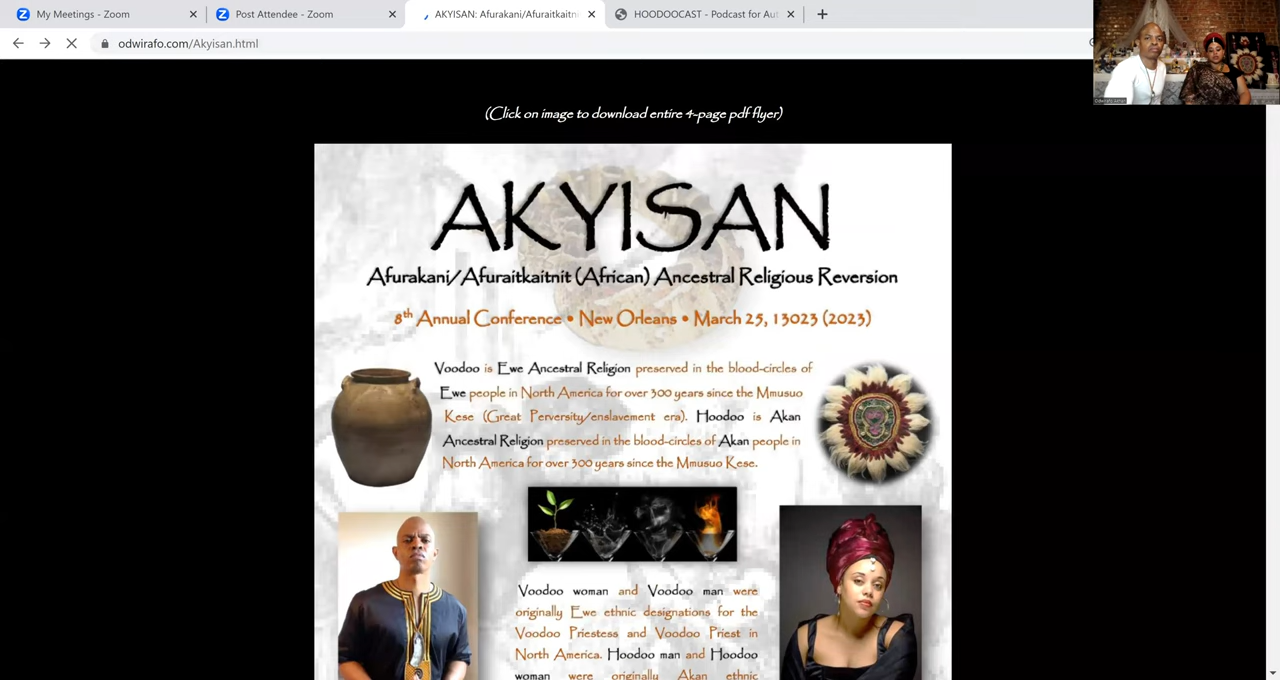 My Meetings - Zoom
Post Attendee - Zoom
AKYISAN: Afurakani/Afuraitkaitn
HOODOOCAST - Podcast for Aut
odwirafo.com/Akyisan.html
(Click on image to download entire 4-page pdf flyer)
AKYISAN
Afurakani/Afuraitkaitnit (African) Ancestral Religious Reversion
8th Annual Conference • New Orleans • March 25, 13023 (2023)
Voodoo is Ewe Ancestral Religion preserved in the blood-circles of
Ewe people in North America for over 300 years since the Mmusuo
Kese (Great Perversity/enslavement era). Hoodoo is Akan
Ancestral Religion preserved in the blood-circles of Akan people in
North America for over 300 years since the Mmusuo Kese.
Voodoo woman and Voodoo man were
originally Ewe ethnic designations for the
Voodoo Priestess and Voodoo Priest in
North America. Hoodoo man and Hoodoo
woman were originally Akan ethnic